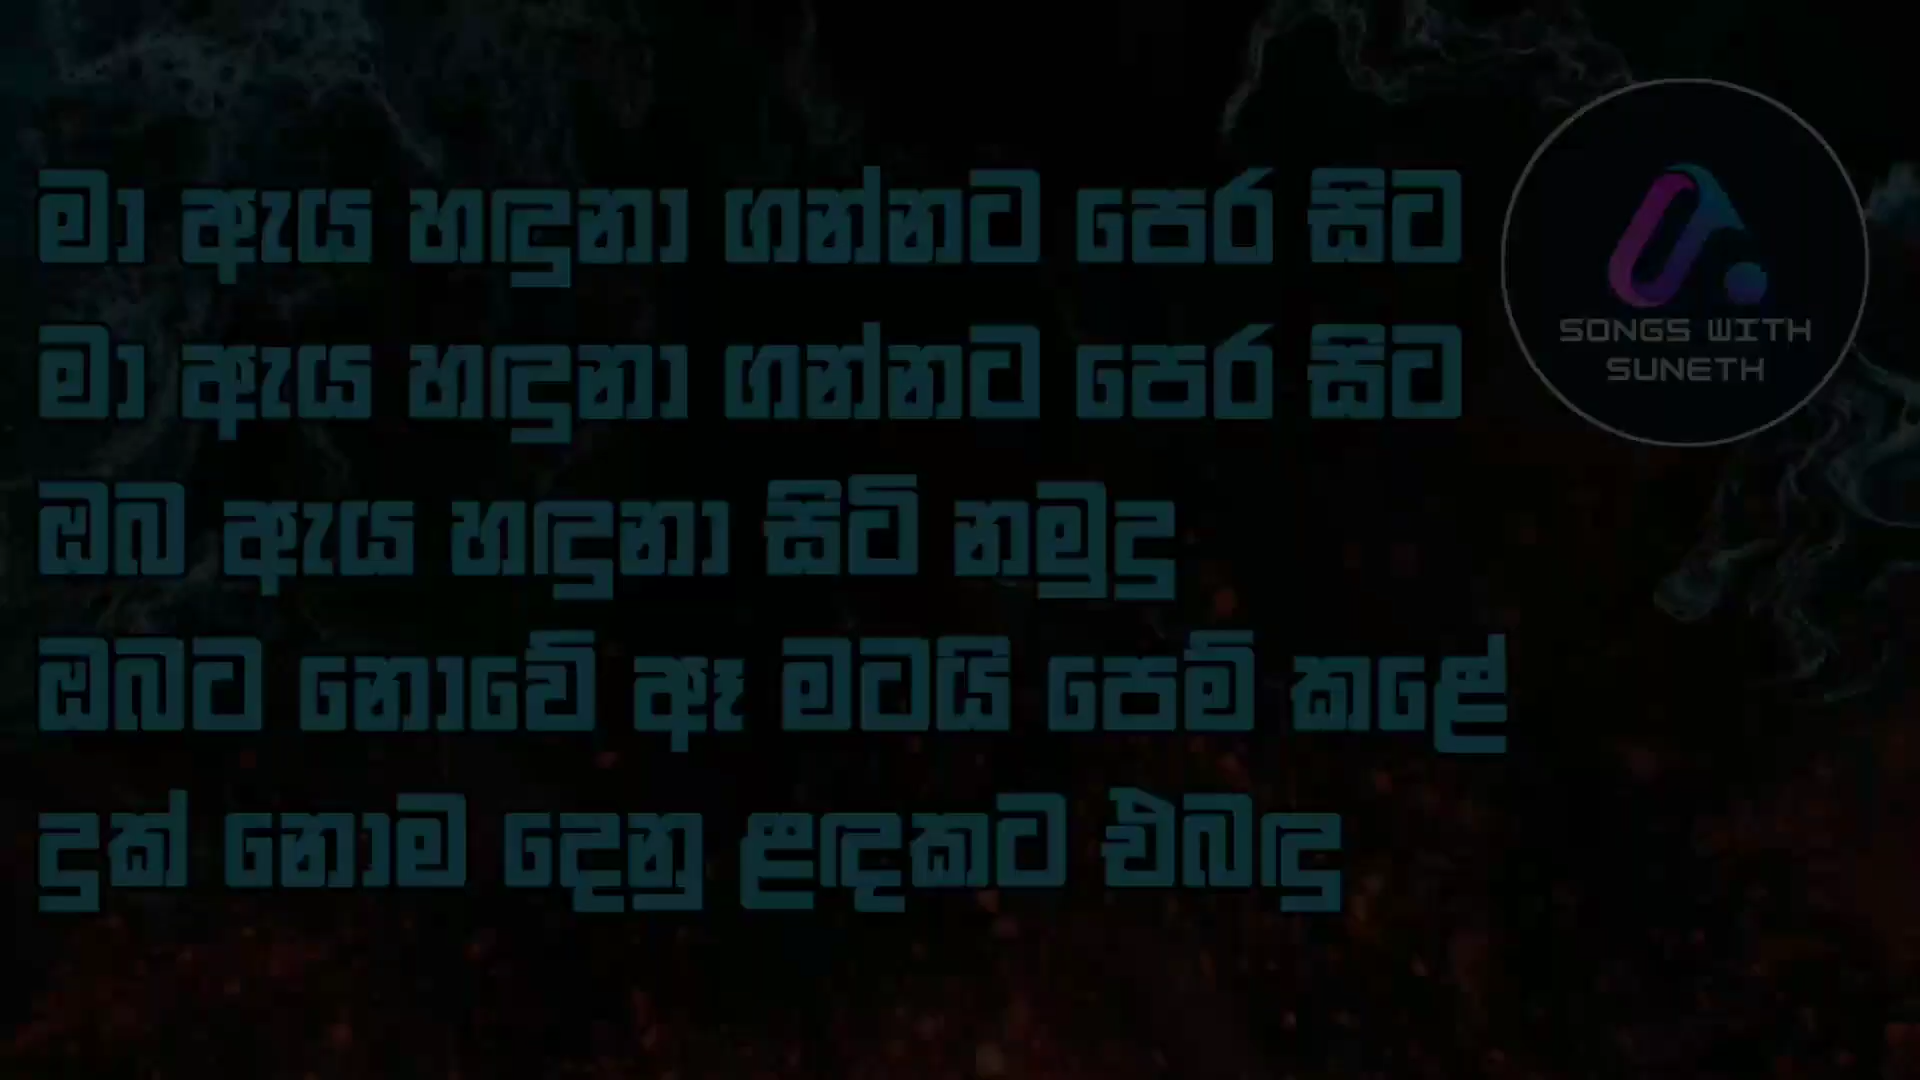 මා ඇය හඳුනා ගන්නට පෙර සිට
මා ඇය හඳුනා ගන්නට පෙර සිට
ඔබ ඇය හඳුනා සිටි නමුදු
ඔබට නොවේ ඈ මටයි පෙම් කළේ
දුක් නොම දෙනු ළඳකට එබඳු
SONGS WITH
SUNETH